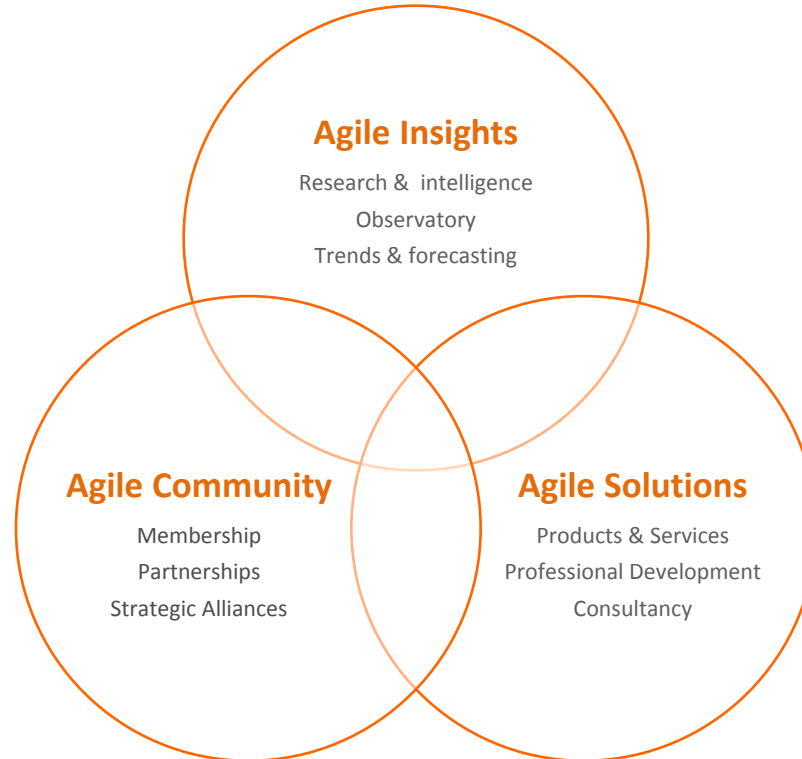 Agile Insights
Research & intelligence
Observatory
Trends & forecasting
Agile Community
Membership
Partnerships
Strategic Alliances
Agile Solutions
Products & Services
Professional Development
Consultancy